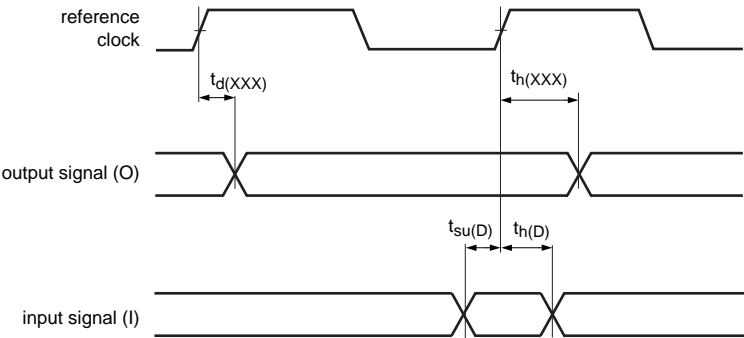 reference
clock
td(XXX)
th(XXX)
output signal (O)
tsu(D)
th(D)
input signal (I)